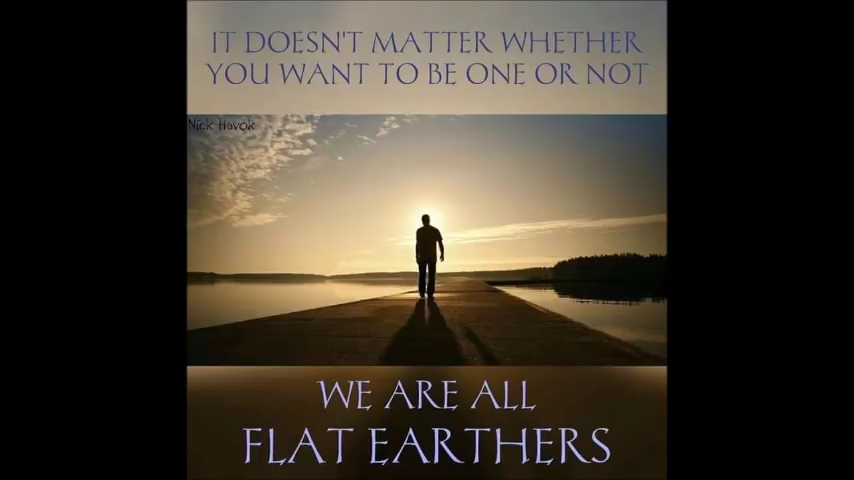 IT DOESN'T MATTER WHETHER
YOU WANT TO BE ONE OR NOT
Nick Havok
WE ARE ALL
FLAT EARTHERS